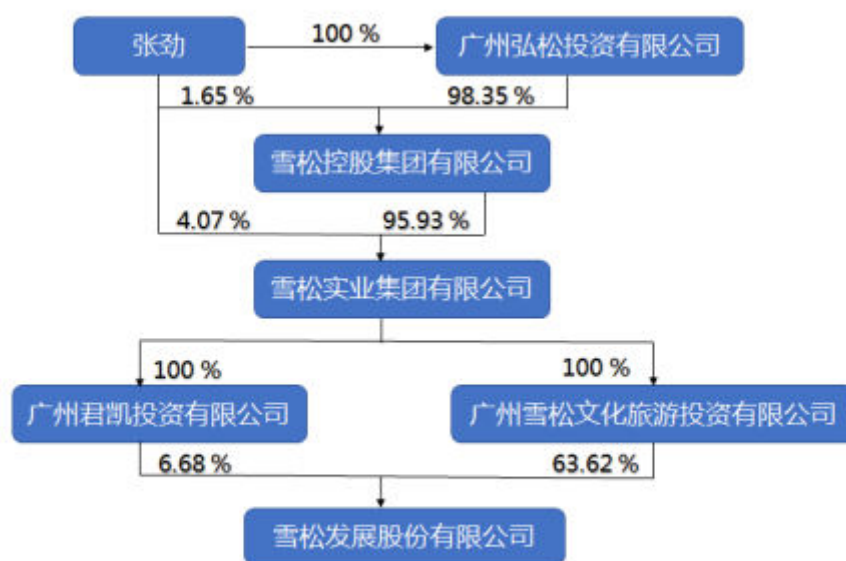 张劲
100 %
广州弘松投资有限公司
1.65 %
98.35 %
雪松控股集团有限公司
4.07 %
95.93 %
雪松实业集团有限公司
100 %
100 %
广州君凯投资有限公司
广州雪松文化旅游投资有限公司
6.68 %
63.62 %
雪松发展股份有限公司